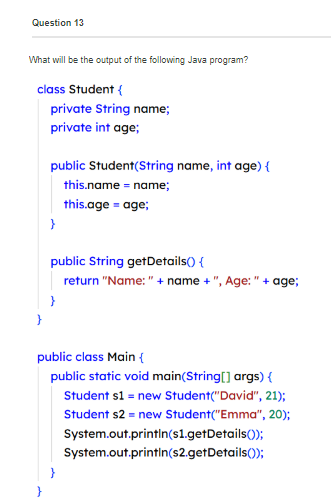 Question 13
What will be the output of the following Java program?
class Student {
private String name;
private int age;
public Student(String name, int age) {
this.name = name;
this.age = age;
}
public String getDetails() {
return "Name: " + name + ", Age: " + age;
}
}
public class Main {
public static void main(String[] args) {
Student s1 = new Student("David", 21);
Student s2 = new Student("Emma", 20);
System.out.println(s1.getDetails());
System.out.println(s2.getDetails());
}
}